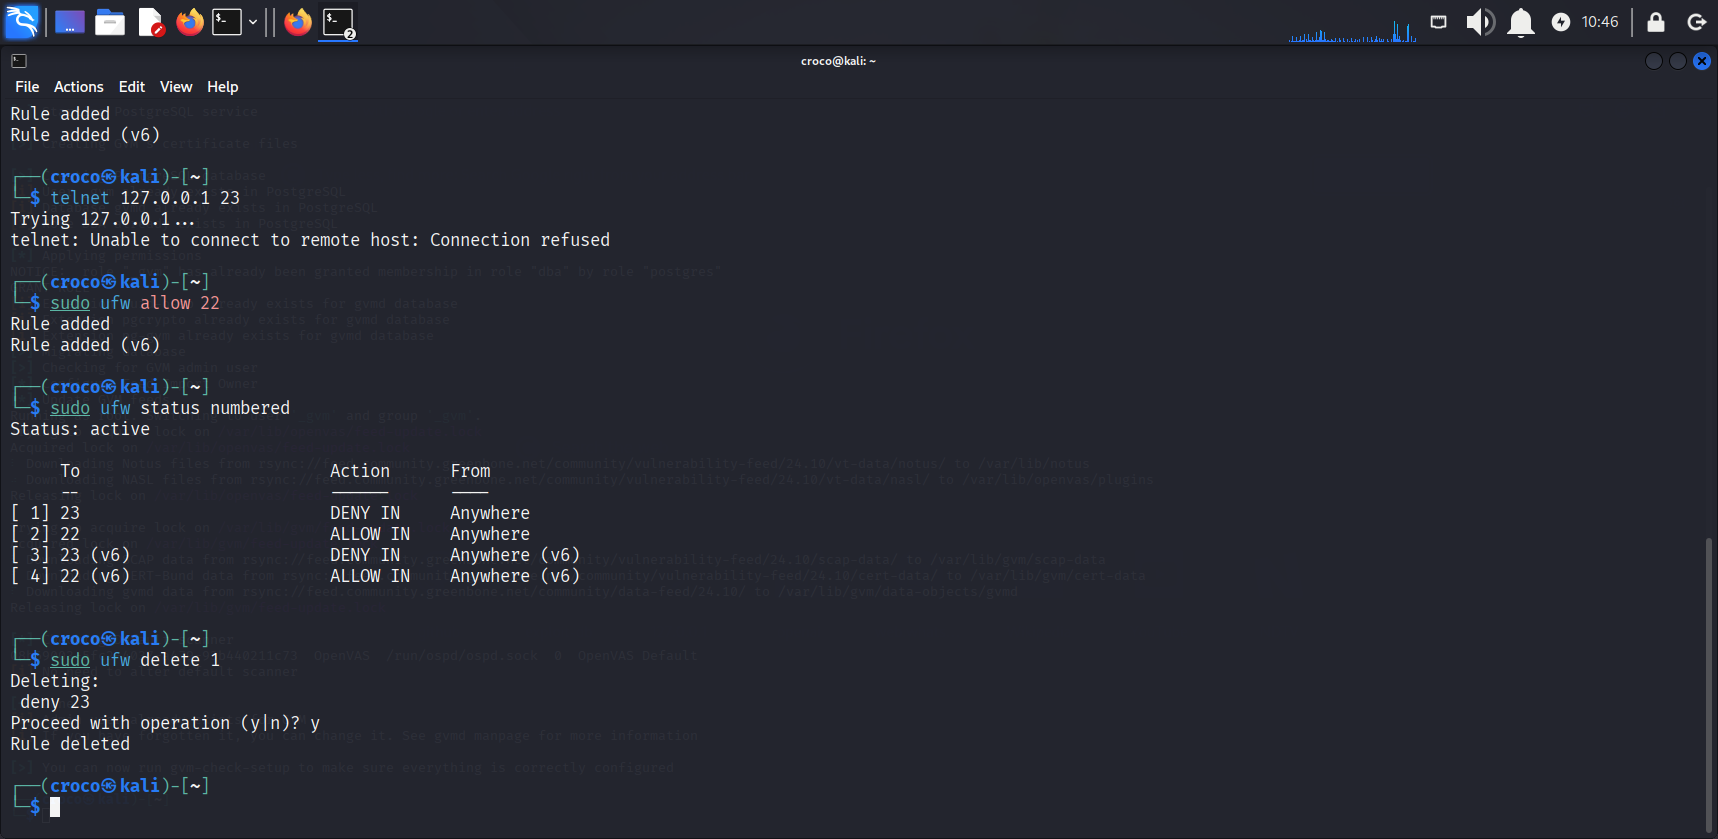 10:46
croco@kali: ~
File Actions Edit View Help
Rule added
Rule added (v6)
┌──(croco㉿kali)-[~]
└─$ telnet 127.0.0.1 23
Trying 127.0.0.1...
telnet: Unable to connect to remote host: Connection refused
┌──(croco㉿kali)-[~]
└─$ sudo ufw allow 22
Rule added
Rule added (v6)
┌──(croco㉿kali)-[~]
└─$ sudo ufw status numbered
Status: active
To Action From
-- ------ ----
[ 1] 23 DENY IN Anywhere
[ 2] 22 ALLOW IN Anywhere
[ 3] 23 (v6) DENY IN Anywhere (v6)
[ 4] 22 (v6) ALLOW IN Anywhere (v6)
┌──(croco㉿kali)-[~]
└─$ sudo ufw delete 1
Deleting:
deny 23
Proceed with operation (y|n)? y
Rule deleted
┌──(croco㉿kali)-[~]
└─$